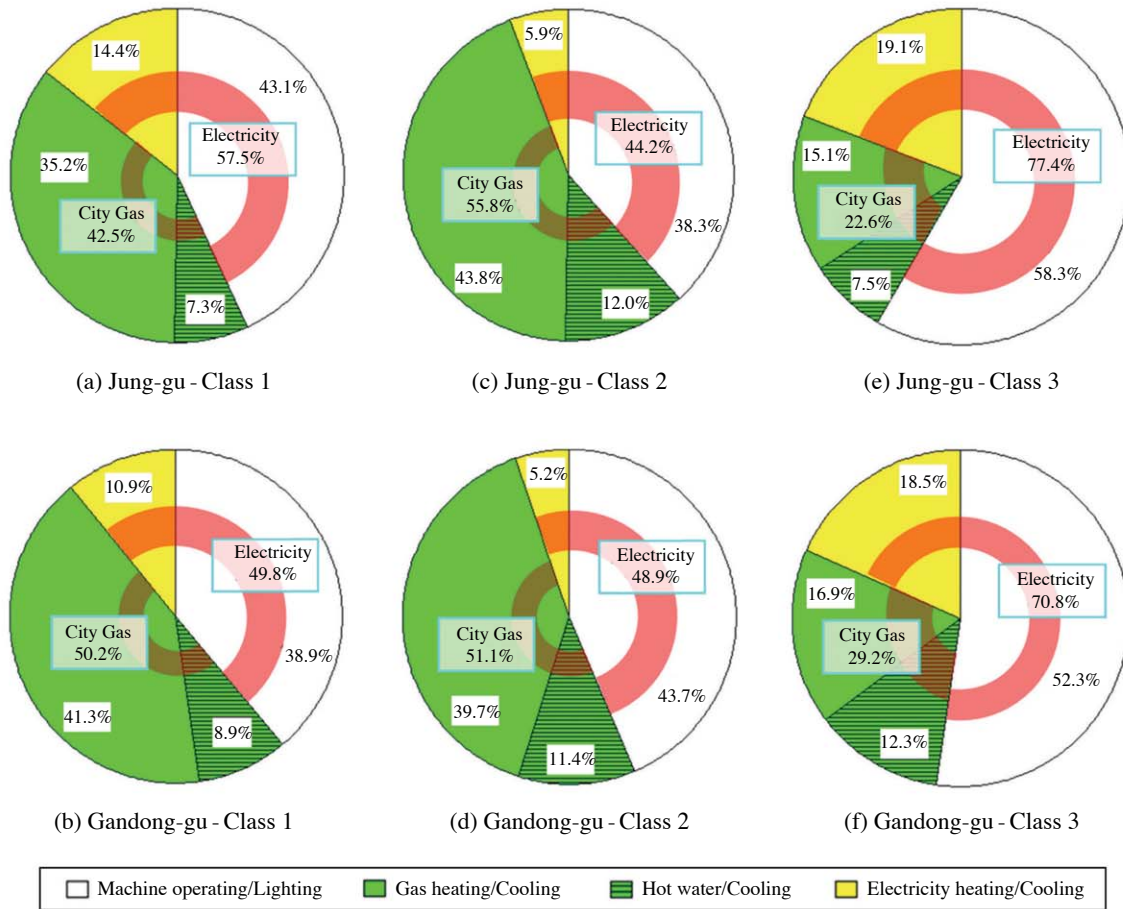 14.4%
43.1%
Electricity
57.5%
35.2%
City Gas
42.5%
7.3%
(a) Jung-gu - Class 1
5.9%
Electricity
44.2%
City Gas
55.8%
38.3%
43.8%
12.0%
(c) Jung-gu - Class 2
19.1%
Electricity
77.4%
15.1%
City Gas
22.6%
7.5%
58.3%
(e) Jung-gu - Class 3
10.9%
Electricity
49.8%
City Gas
50.2%
38.9%
41.3%
8.9%
(b) Gandong-gu - Class 1
5.2%
Electricity
48.9%
City Gas
51.1%
43.7%
39.7%
11.4%
(d) Gandong-gu - Class 2
18.5%
Electricity
70.8%
16.9%
City Gas
29.2%
52.3%
12.3%
(f) Gandong-gu - Class 3
Machine operating/Lighting Gas heating/Cooling Hot water/Cooling Electricity heating/Cooling